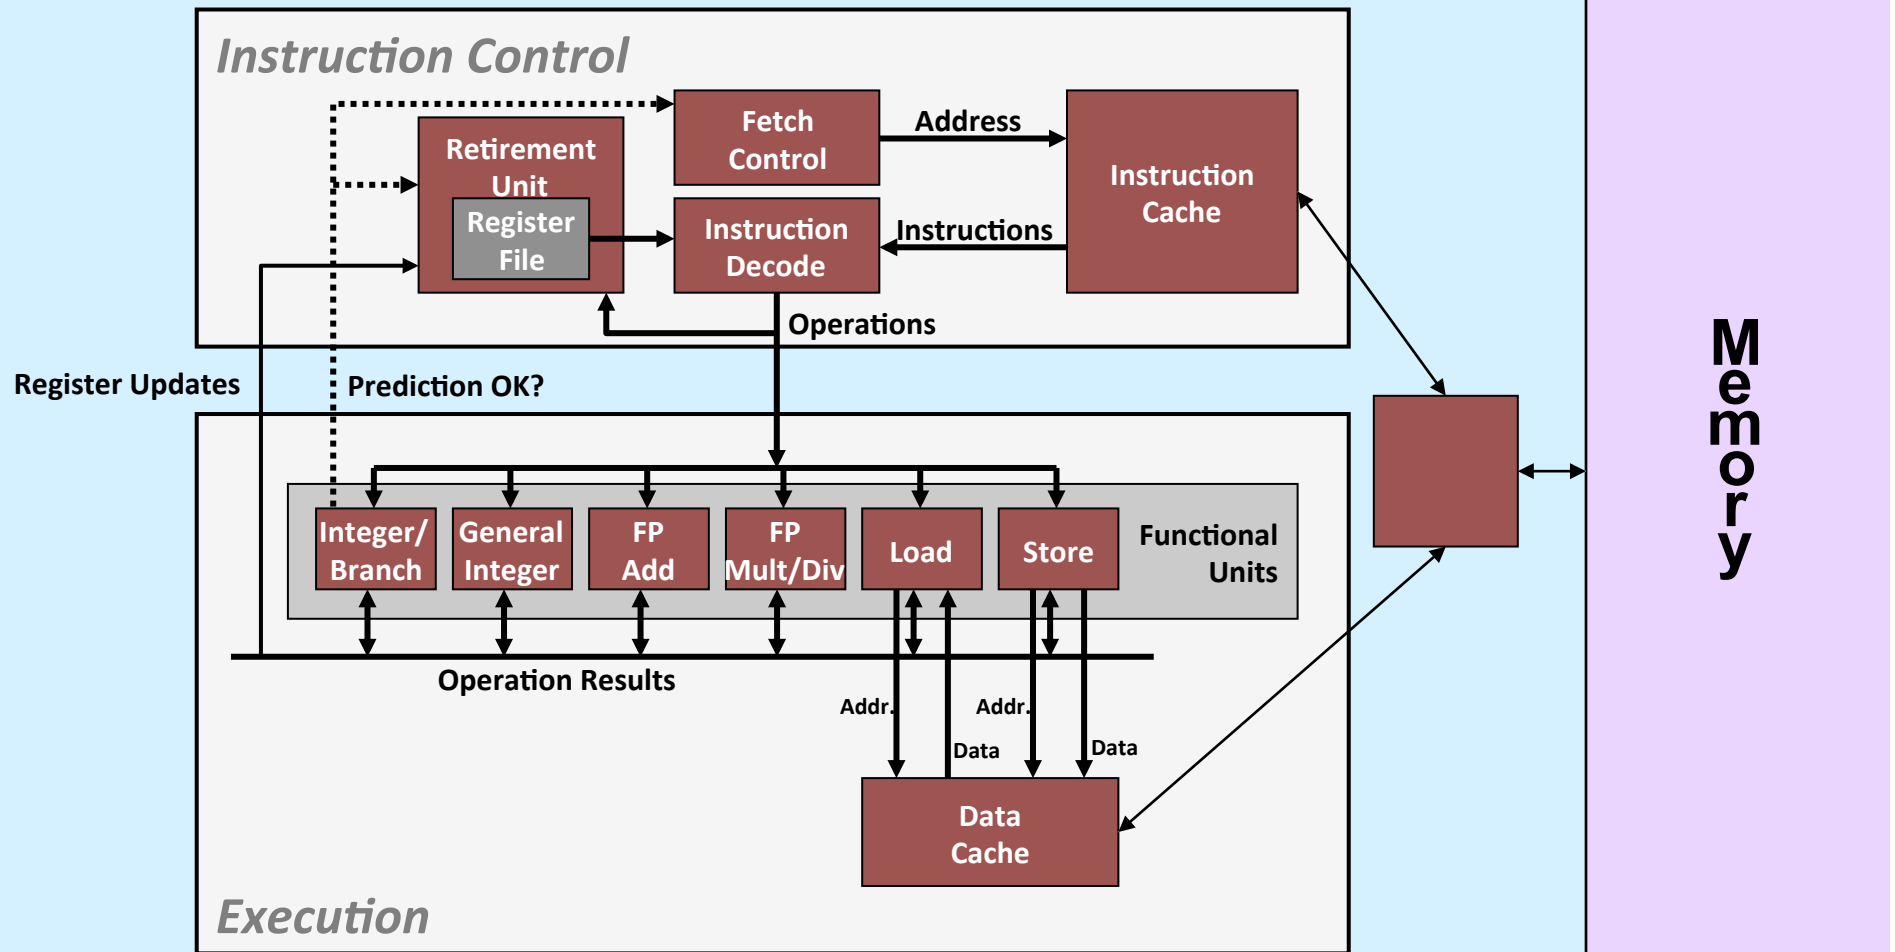 Instruction Control
Fetch
Control
Address
Instruction
Cache
Retirement
Unit
Register
File
Instruction
Decode
Instructions
Operations
Register Updates
Prediction OK?
Memory
Integer/
Branch
General
Integer
FP
Add
FP
Mult/Div
Load
Store
Functional
Units
Operation Results
Addr.
Addr.
Data
Data
Data
Cache
Execution